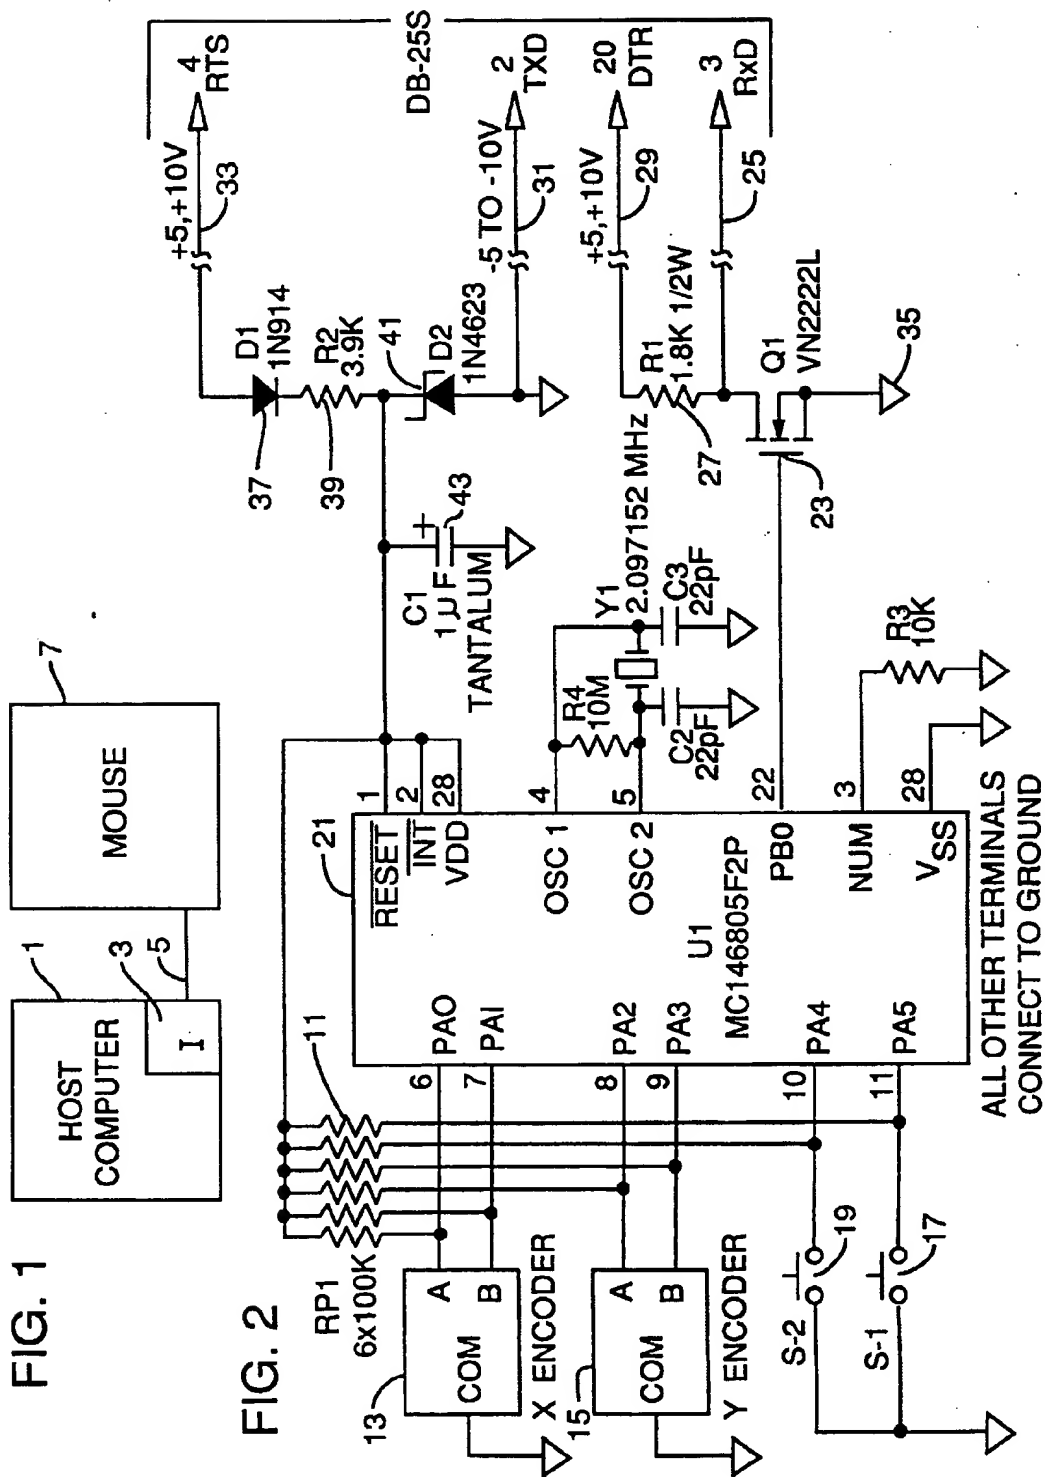 FIG. 1
HOST
COMPUTER
I
1
3
5
MOUSE
7
FIG. 2
RP1
6x100K
11
13
COM
A
B
X ENCODER
15
COM
A
B
Y ENCODER
S-2
19
S-1
17
6
7
8
9
10
11
PAO
PAI
PA2
PA3
PA4
PA5
21
U1
MC146805F2P
RESET
INT
VDD
OSC 1
OSC 2
PBO
NUM
VSS
1
2
28
4
5
22
3
28
ALL OTHER TERMINALS
CONNECT TO GROUND
C1
1µF
TANTALUM
+
43
R4
10M
Y1
2.097152 MHz
C2
22pF
C3
22pF
R3
10K
37
D1
1N914
39
R2
3.9K
41
D2
1N4623
27
R1
1.8K 1/2W
23
Q1
VN2222L
35
+5,+10V
33
4
RTS
-5 TO -10V
31
2
TXD
+5,+10V
29
20
DTR
25
3
RxD
DB-25S